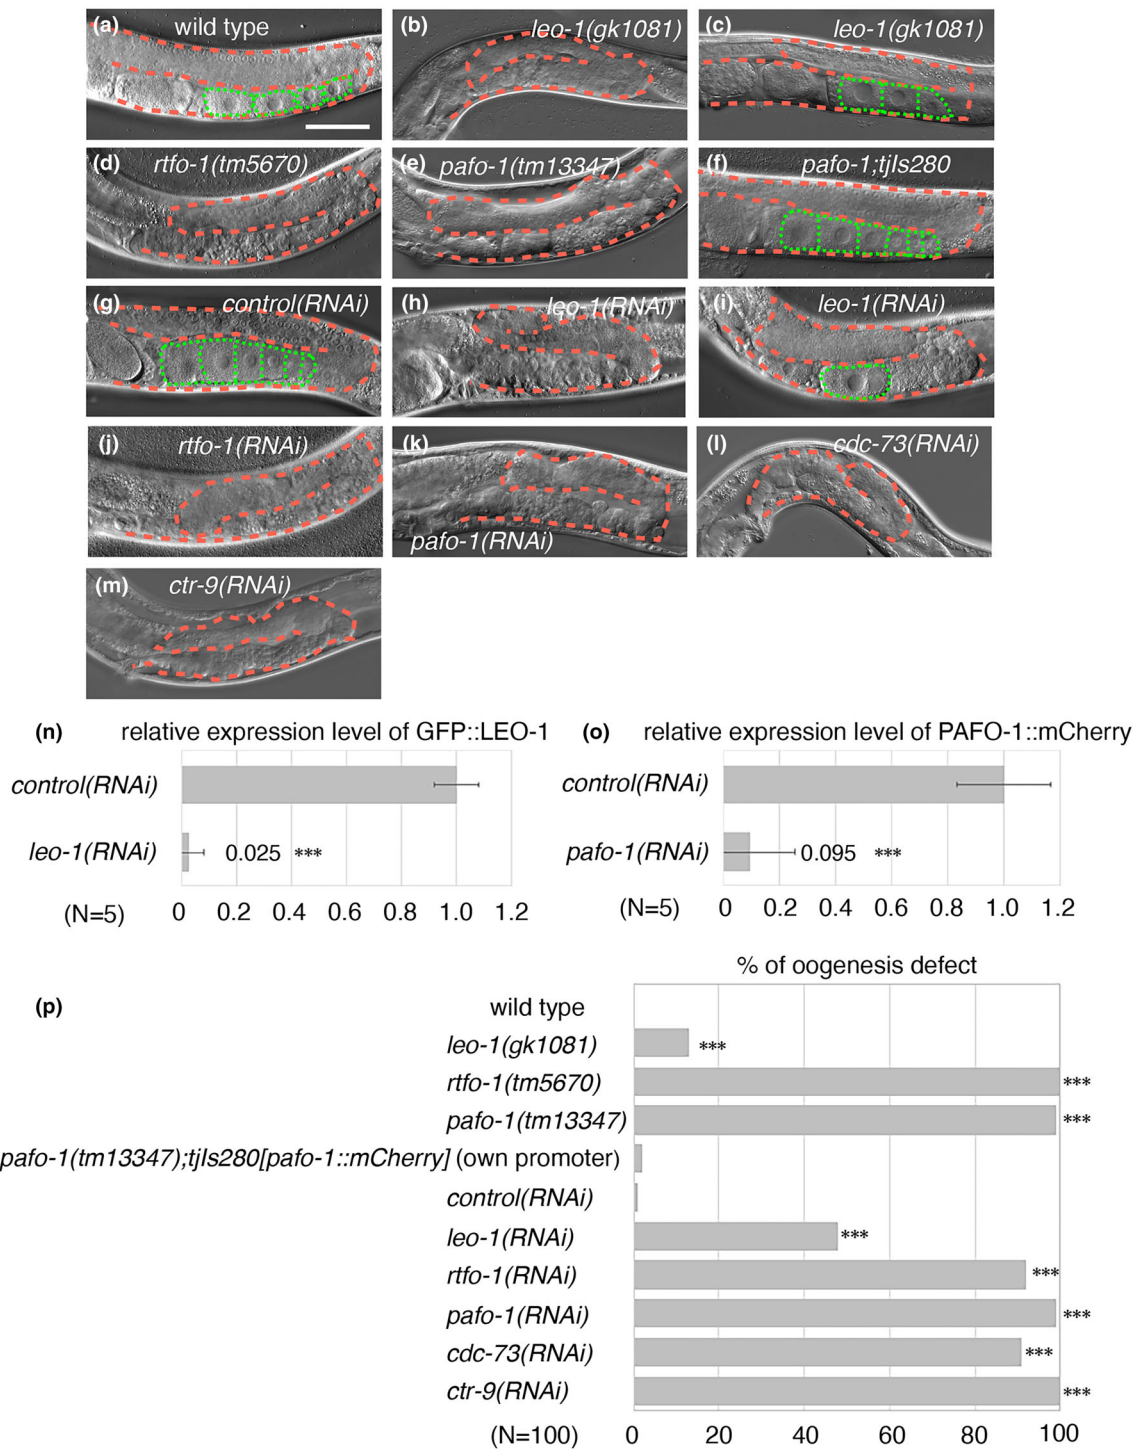 (a) wild type
(b) leo-1(gk1081)
(c) leo-1(gk1081)
(d) rtfo-1(tm5670)
(e) pafo-1(tm13347)
(f) pafo-1;tjIs280
(g) control(RNAi)
(h) leo-1(RNAi)
(i) leo-1(RNAi)
(j) rtfo-1(RNAi)
(k) pafo-1(RNAi)
(l) cdc-73(RNAi)
(m) ctr-9(RNAi)
(n) relative expression level of GFP::LEO-1
control(RNAi)
leo-1(RNAi) 0.025 ***
(N=5) 0 0.2 0.4 0.6 0.8 1.0 1.2
(o) relative expression level of PAFO-1::mCherry
control(RNAi)
pafo-1(RNAi) 0.095 ***
(N=5) 0 0.2 0.4 0.6 0.8 1.0 1.2
% of oogenesis defect
(p) wild type
leo-1(gk1081) ***
rtfo-1(tm5670) ***
pafo-1(tm13347) ***
pafo-1(tm13347);tjIs280[pafo-1::mCherry] (own promoter)
control(RNAi)
leo-1(RNAi) ***
rtfo-1(RNAi) ***
pafo-1(RNAi) ***
cdc-73(RNAi) ***
ctr-9(RNAi) ***
(N=100) 0 20 40 60 80 100